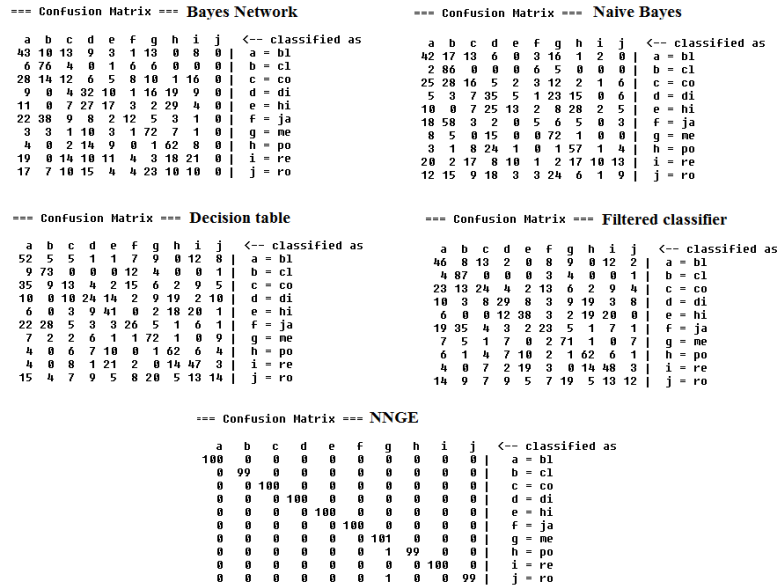 === Confusion Matrix === Bayes Network
a b c d e f g h i j <-- classified as
43 10 13 9 3 1 13 0 8 0 | a = bl
6 76 4 0 1 6 6 0 0 0 | b = cl
28 14 12 6 5 8 10 1 16 0 | c = co
9 0 4 32 10 1 16 19 9 0 | d = di
11 0 7 27 17 3 2 29 4 0 | e = hi
22 38 9 8 2 12 5 3 1 0 | f = ja
3 3 1 10 3 1 72 7 1 0 | g = me
4 0 2 14 9 0 1 62 8 0 | h = po
19 0 14 10 11 4 3 18 21 0 | i = re
17 7 10 15 4 4 23 10 10 0 | j = ro
=== Confusion Matrix === Naive Bayes
a b c d e f g h i j <-- classified as
42 17 13 6 0 3 16 1 2 0 | a = bl
2 86 0 0 0 6 5 0 0 0 | b = cl
25 28 16 5 2 3 12 2 1 6 | c = co
5 3 7 35 5 1 23 15 0 6 | d = di
10 0 7 25 13 2 8 28 2 5 | e = hi
18 58 3 2 0 5 6 5 0 3 | f = ja
8 5 0 15 0 0 72 1 0 0 | g = me
3 1 8 24 1 0 1 57 1 4 | h = po
20 2 17 8 10 1 2 17 10 13 | i = re
12 15 9 18 3 3 24 6 1 9 | j = ro
=== Confusion Matrix === Decision table
a b c d e f g h i j <-- classified as
52 5 5 1 1 7 9 0 12 8 | a = bl
9 73 0 0 0 12 4 0 0 1 | b = cl
35 9 13 4 2 15 6 2 9 5 | c = co
10 0 10 24 14 2 9 19 2 10 | d = di
6 0 3 9 41 0 2 18 20 1 | e = hi
22 28 5 3 3 26 5 1 6 1 | f = ja
7 2 2 6 1 1 72 1 0 9 | g = me
4 0 6 7 10 0 1 62 6 4 | h = po
4 0 8 1 21 2 0 14 47 3 | i = re
15 4 7 9 5 8 20 5 13 14 | j = ro
=== Confusion Matrix === Filtered classifier
a b c d e f g h i j <-- classified as
46 8 13 2 0 8 9 0 12 2 | a = bl
4 87 0 0 0 3 4 0 0 1 | b = cl
23 13 24 4 2 13 6 2 9 4 | c = co
10 3 8 29 8 3 9 19 3 8 | d = di
6 0 0 12 38 3 2 19 20 0 | e = hi
19 35 4 3 2 23 5 1 7 1 | f = ja
7 5 1 7 0 2 71 1 0 7 | g = me
6 1 4 7 10 2 1 62 6 1 | h = po
4 0 7 2 19 3 0 14 48 3 | i = re
14 9 7 9 5 7 19 5 13 12 | j = ro
=== Confusion Matrix === NNGE
a b c d e f g h i j <-- classified as
100 0 0 0 0 0 0 0 0 0 | a = bl
0 99 0 0 0 0 0 0 0 0 | b = cl
0 0 100 0 0 0 0 0 0 0 | c = co
0 0 0 100 0 0 0 0 0 0 | d = di
0 0 0 0 100 0 0 0 0 0 | e = hi
0 0 0 0 0 100 0 0 0 0 | f = ja
0 0 0 0 0 0 101 0 0 0 | g = me
0 0 0 0 0 0 1 99 0 0 | h = po
0 0 0 0 0 0 0 0 100 0 | i = re
0 0 0 0 0 0 1 0 0 99 | j = ro